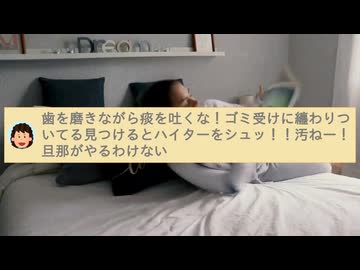 Dream
歯を磨きながら痰を吐くな！ゴミ受けに纏わりつ
いてる見つけるとハイターをシュッ！！汚ねー！
旦那がやるわけない